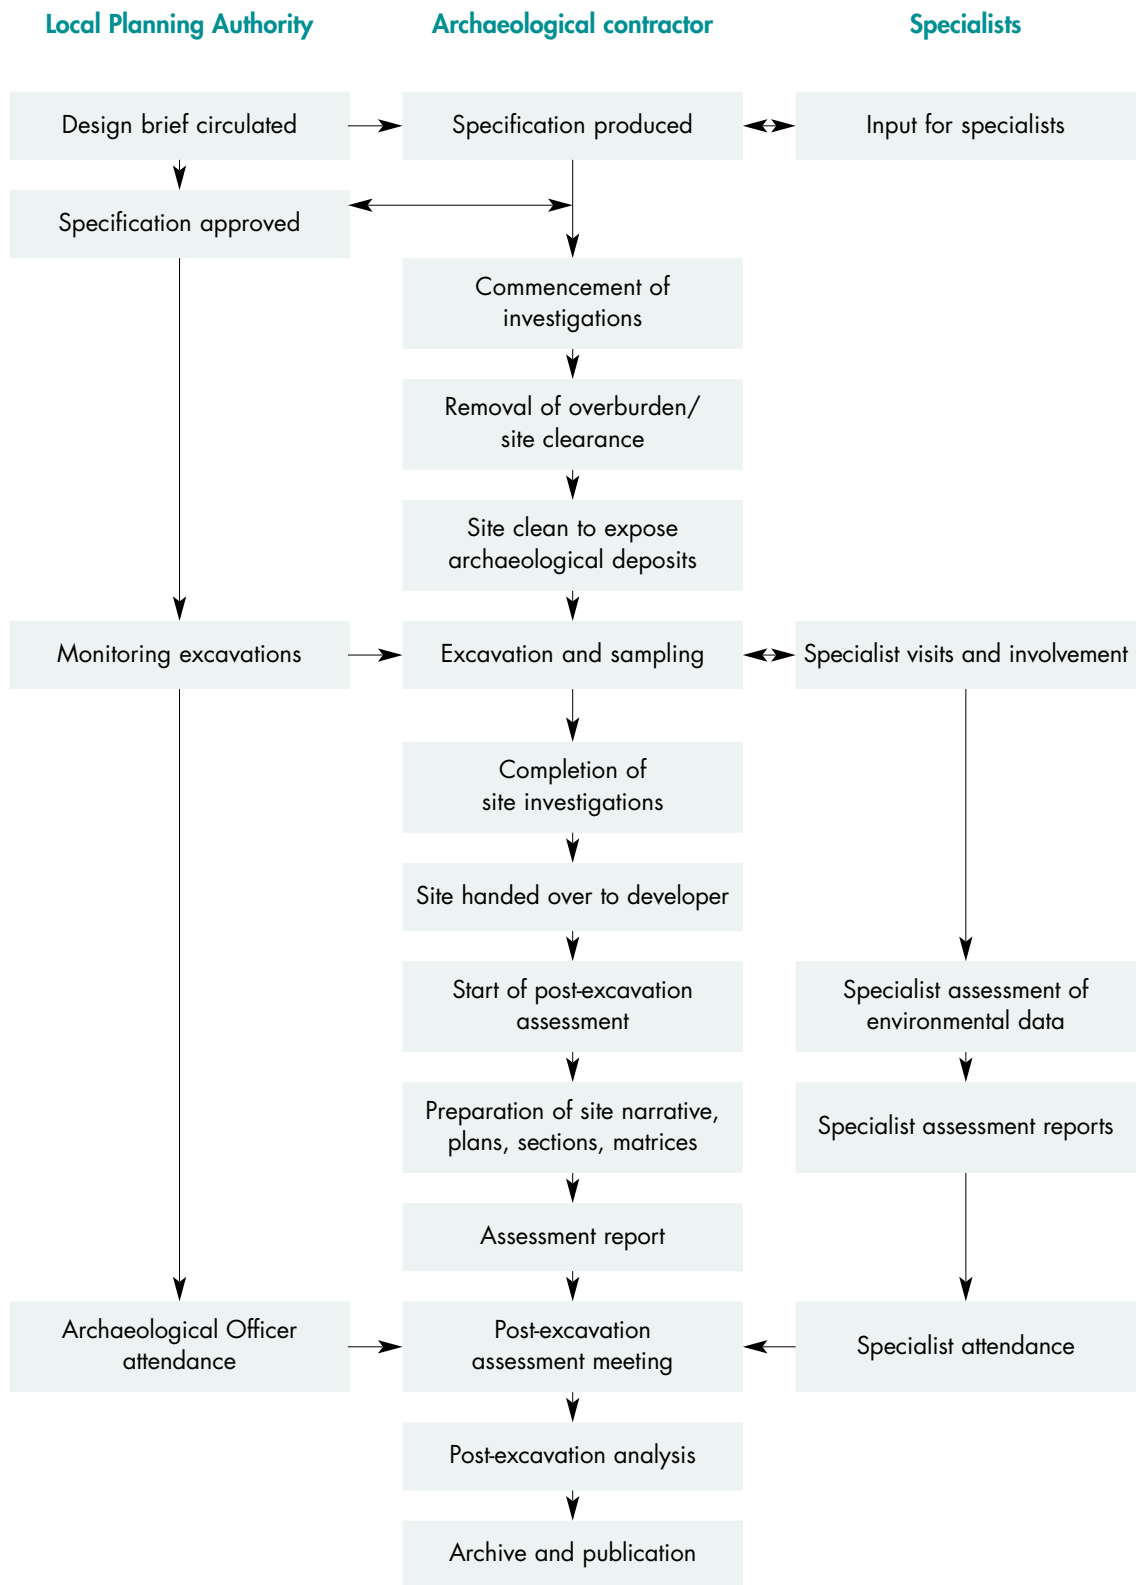 Local Planning Authority
Archaeological contractor
Specialists
Design brief circulated
Specification produced
Input for specialists
Specification approved
Commencement of
investigations
Removal of overburden/
site clearance
Site clean to expose
archaeological deposits
Monitoring excavations
Excavation and sampling
Specialist visits and involvement
Completion of
site investigations
Site handed over to developer
Start of post-excavation
assessment
Specialist assessment of
environmental data
Preparation of site narrative,
plans, sections, matrices
Specialist assessment reports
Assessment report
Archaeological Officer
attendance
Post-excavation
assessment meeting
Specialist attendance
Post-excavation analysis
Archive and publication